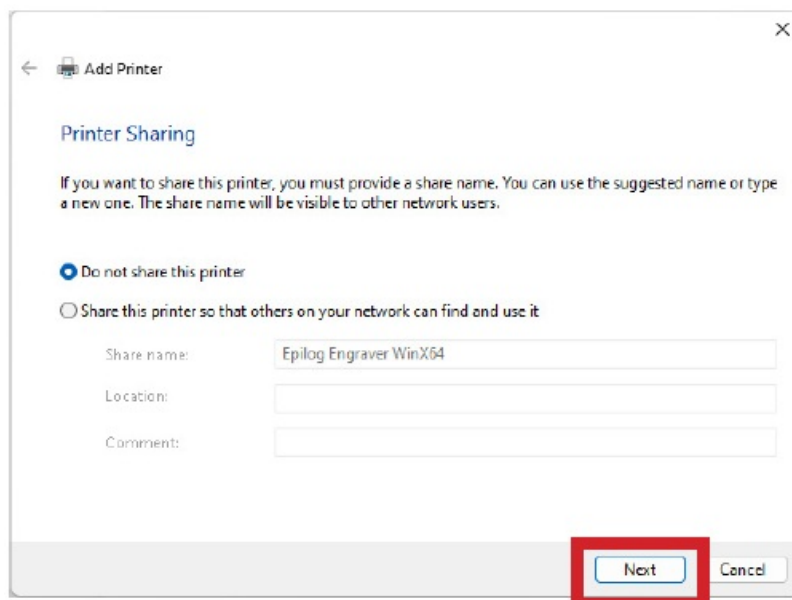 Add Printer
Printer Sharing
If you want to share this printer, you must provide a share name. You can use the suggested name or type
a new one. The share name will be visible to other network users.
Do not share this printer
Share this printer so that others on your network can find and use it
Share name: Epilog Engraver WinX64
Location:
Comment:
Next Cancel